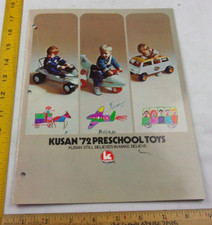 KUSAN '72 PRESCHOOL TOYS
KUSAN STILL BELIEVES IN MAKE BELIEVE